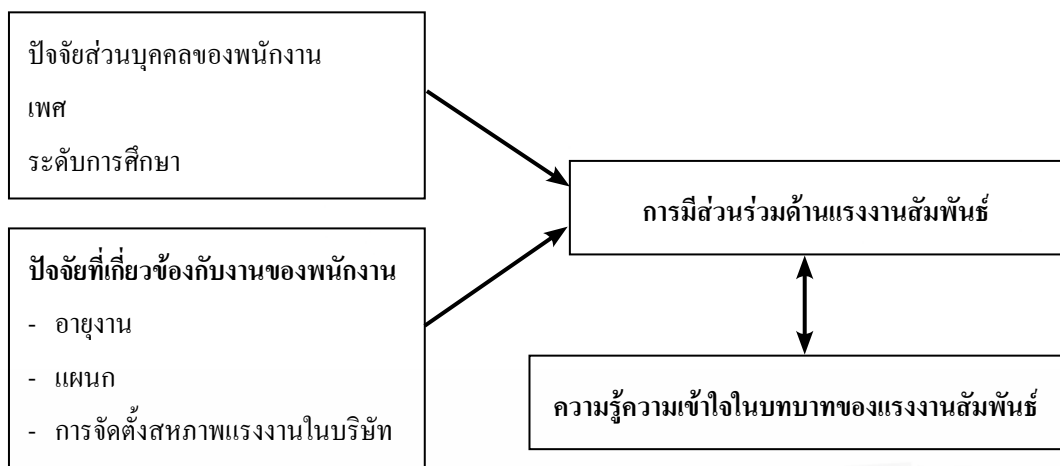 ปัจจัยส่วนบุคคลของพนักงาน
เพศ
ระดับการศึกษา
ปัจจัยที่เกี่ยวข้องกับงานของพนักงาน
- อายุงาน
- แผนก
- การจัดตั้งสหภาพแรงงานในบริษัท
การมีส่วนร่วมด้านแรงงานสัมพันธ์
ความรู้ความเข้าใจในบทบาทของแรงงานสัมพันธ์